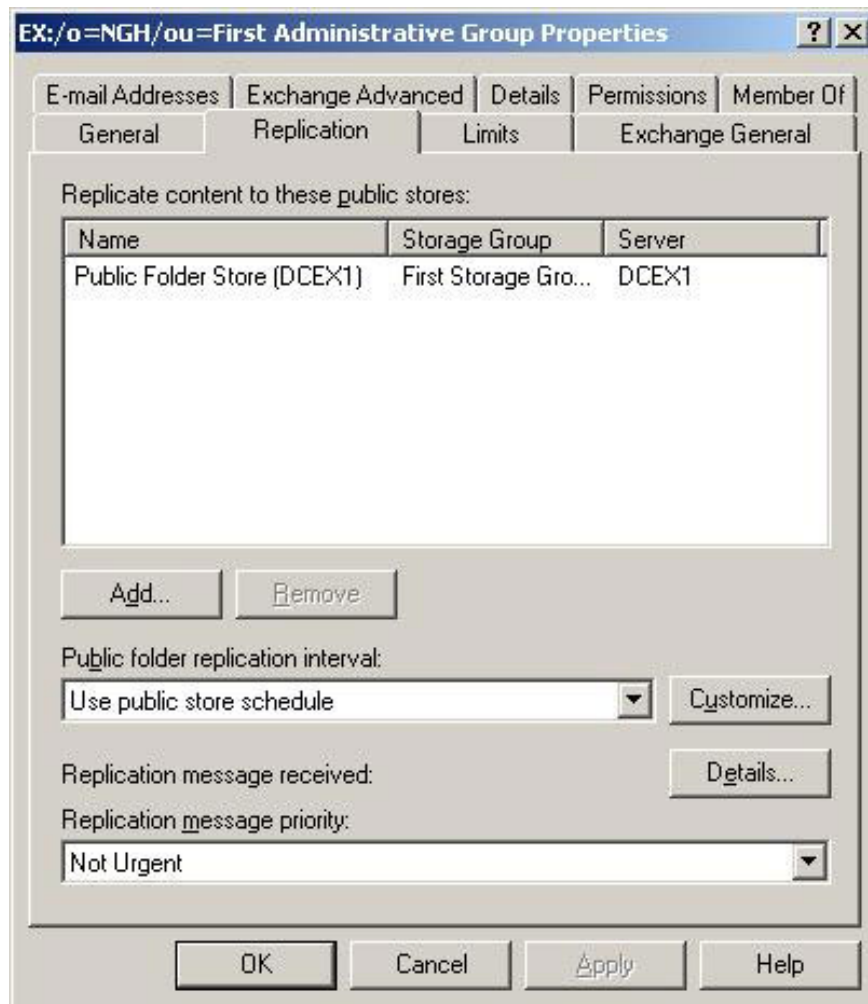 EX:/o=NGH/ou=First Administrative Group Properties
E-mail Addresses Exchange Advanced Details Permissions Member Of
General Replication Limits Exchange General
Replicate content to these public stores:
Name Storage Group Server
Public Folder Store (DCEX1) First Storage Gro... DCEX1
Add... Remove
Public folder replication interval:
Use public store schedule Customize...
Replication message received: Details...
Replication message priority:
Not Urgent
OK Cancel Apply Help